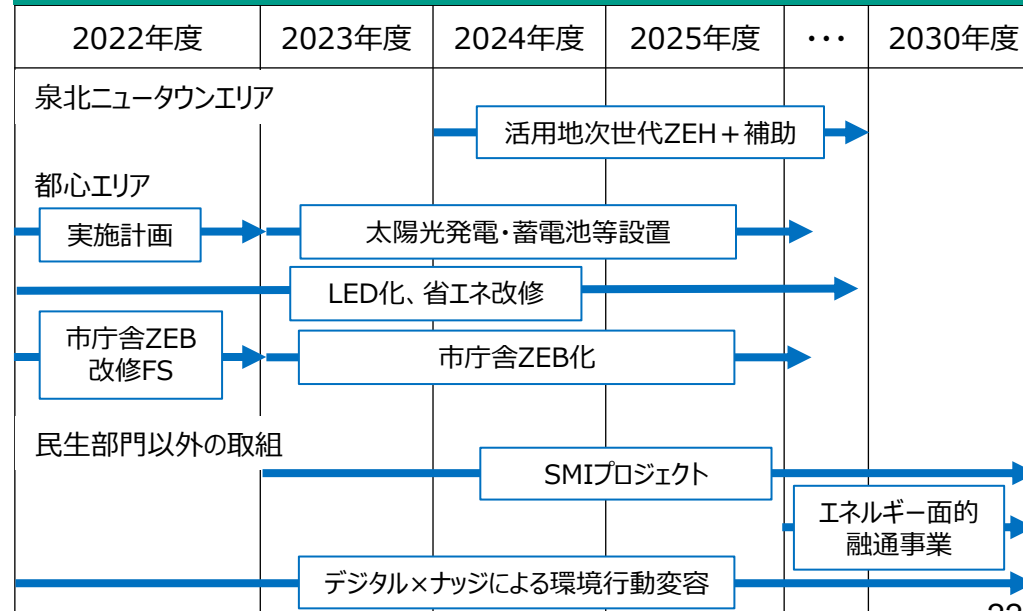 2022年度 2023年度 2024年度 2025年度 ・・・ 2030年度
泉北ニュータウンエリア
活用地次世代ZEH＋補助
都心エリア
実施計画 太陽光発電・蓄電池等設置
LED化、省エネ改修
市庁舎ZEB
改修FS
市庁舎ZEB化
民生部門以外の取組
SMIプロジェクト
エネルギー面的
融通事業
デジタル×ナッジによる環境行動変容